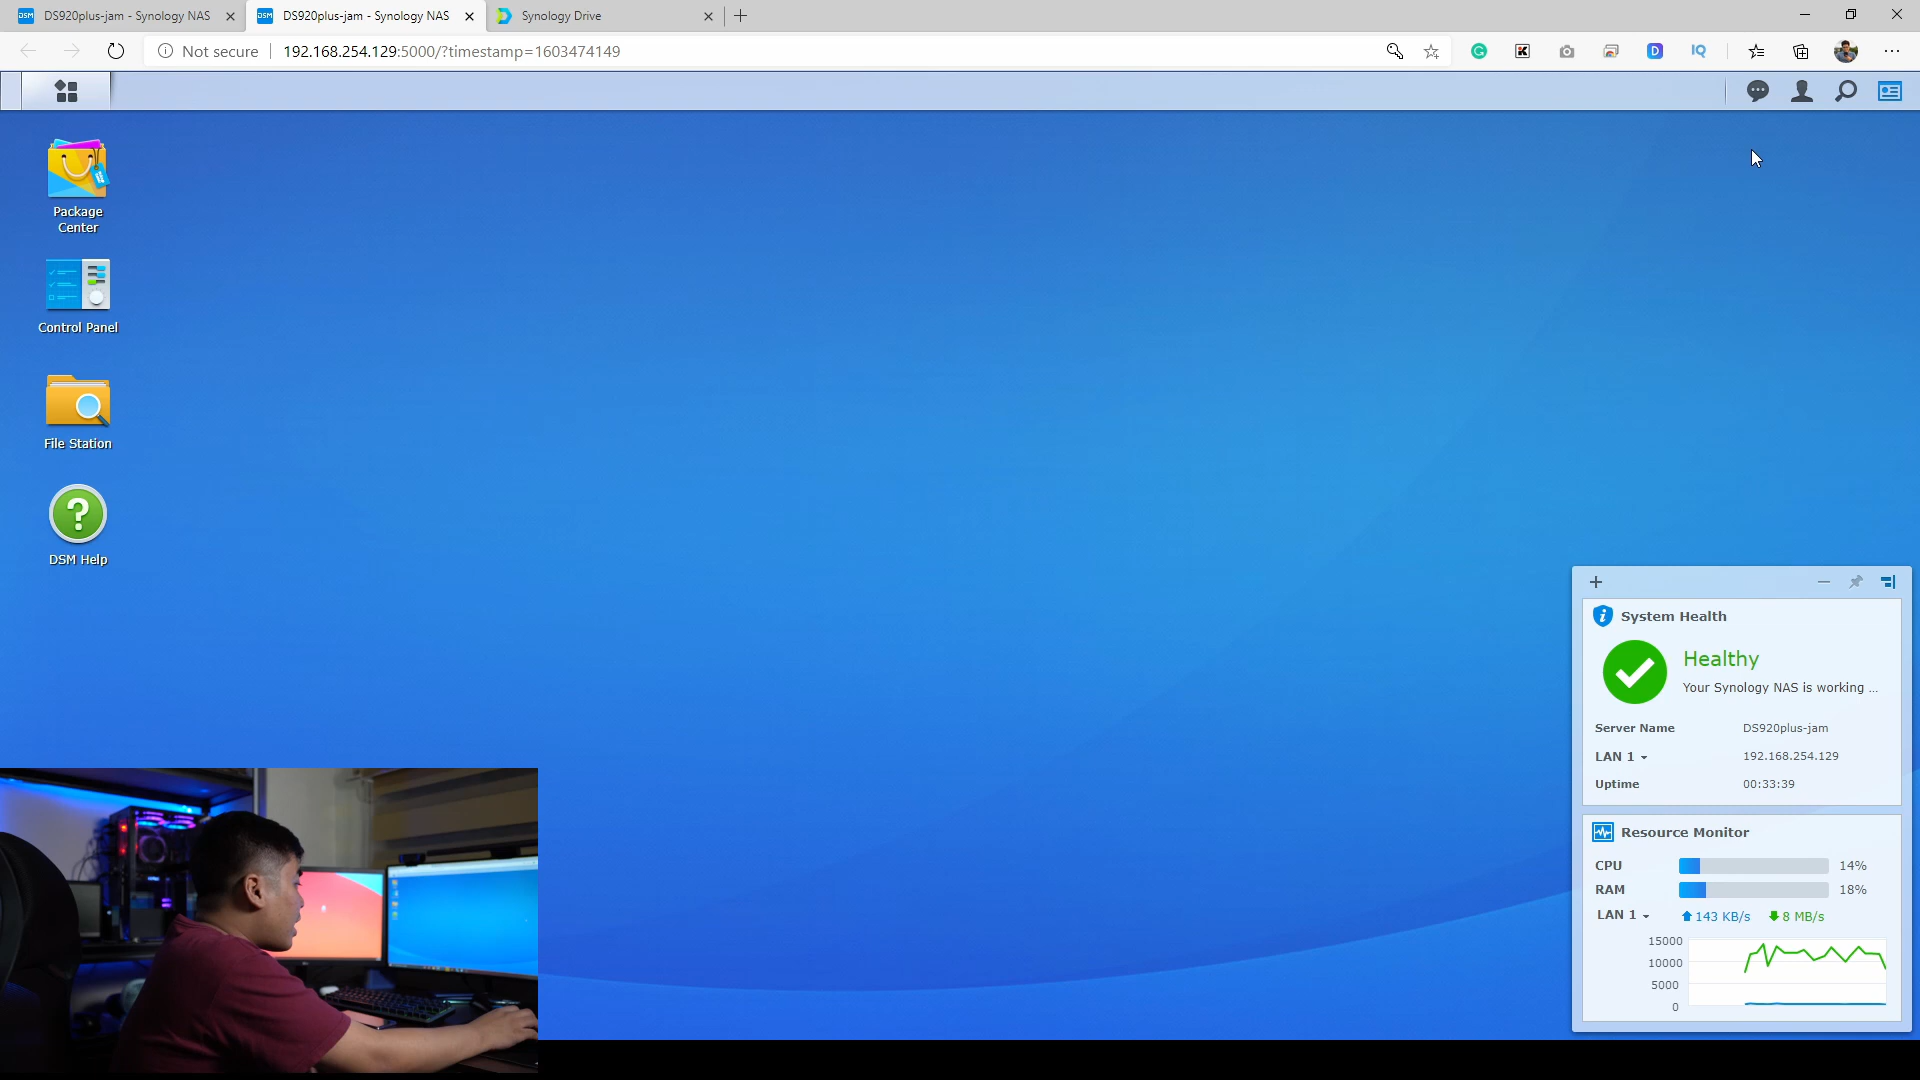 DSM DS920plus-jam - Synology NAS
DSM DS920plus-jam - Synology NAS
Synology Drive
Not secure
192.168.254.129:5000/?timestamp=1603474149
K
D
IQ
Package
Center
Control Panel
File Station
DSM Help
System Health
Healthy
Your Synology NAS is working ...
Server Name DS920plus-jam
LAN 1 192.168.254.129
Uptime 00:33:39
Resource Monitor
CPU 14%
RAM 18%
LAN 1 143 KB/s 8 MB/s
15000
10000
5000
0